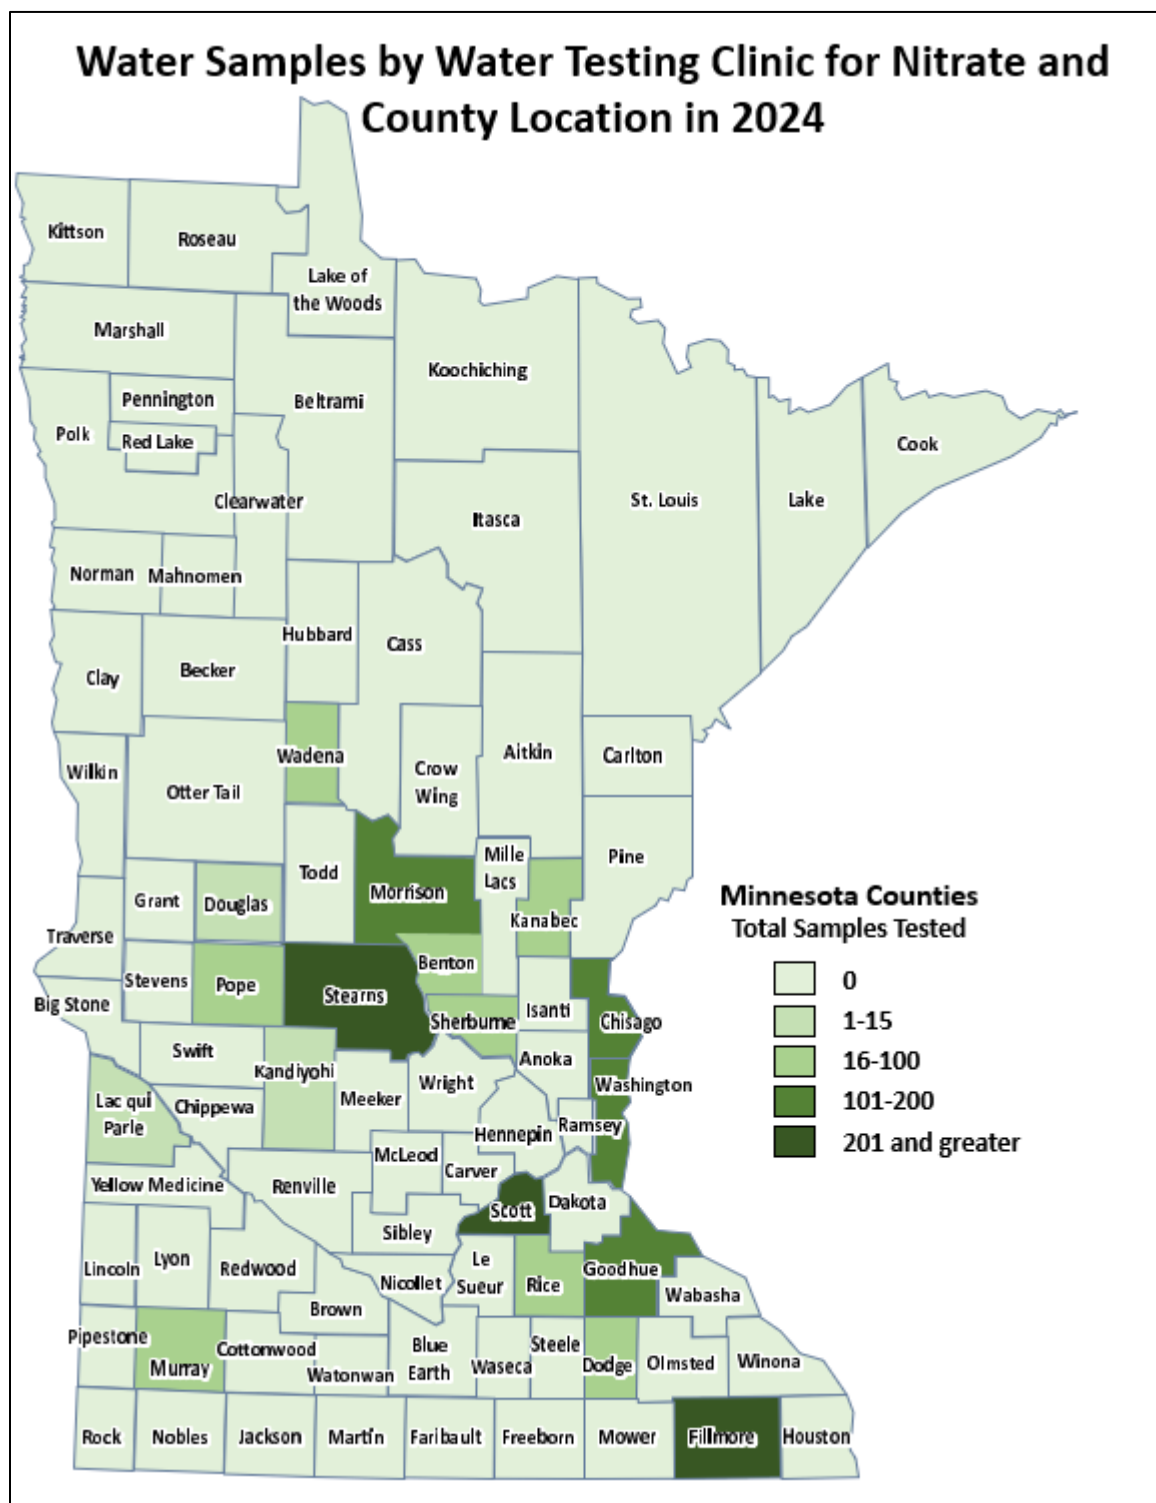 Water Samples by Water Testing Clinic for Nitrate and
County Location in 2024
Kittson
Roseau
Lake of
the Woods
Marshall
Koochiching
Pennington
Beltrami
Polk
Red Lake
Cook
Clearwater
St. Louis
Lake
Itasca
Norman
Mahnomen
Hubbard
Cass
Clay
Becker
Wadena
Aitkin
Carlton
Wilkin
Otter Tail
Crow
Wing
Mille
Lacs
Pine
Todd
Morrison
Grant
Douglas
Kanabec
Traverse
Benton
Stevens
Pope
Stearns
Big Stone
Sherburne
Isanti
Chisago
Swift
Kandiyohi
Anoka
Wright
Washington
Lac qui
Parle
Chippewa
Meeker
Hennepin
Ramsey
McLeod
Carver
Yellow Medicine
Renville
Scott
Dakota
Sibley
Lincoln
Lyon
Redwood
Nicollet
Le
Sueur
Rice
Goodhue
Wabasha
Brown
Pipestone
Murray
Cottonwood
Watonwan
Blue
Earth
Waseca
Steele
Dodge
Olmsted
Winona
Rock
Nobles
Jackson
Martin
Faribault
Freeborn
Mower
Fillmore
Houston
Minnesota Counties
Total Samples Tested
0
1-15
16-100
101-200
201 and greater